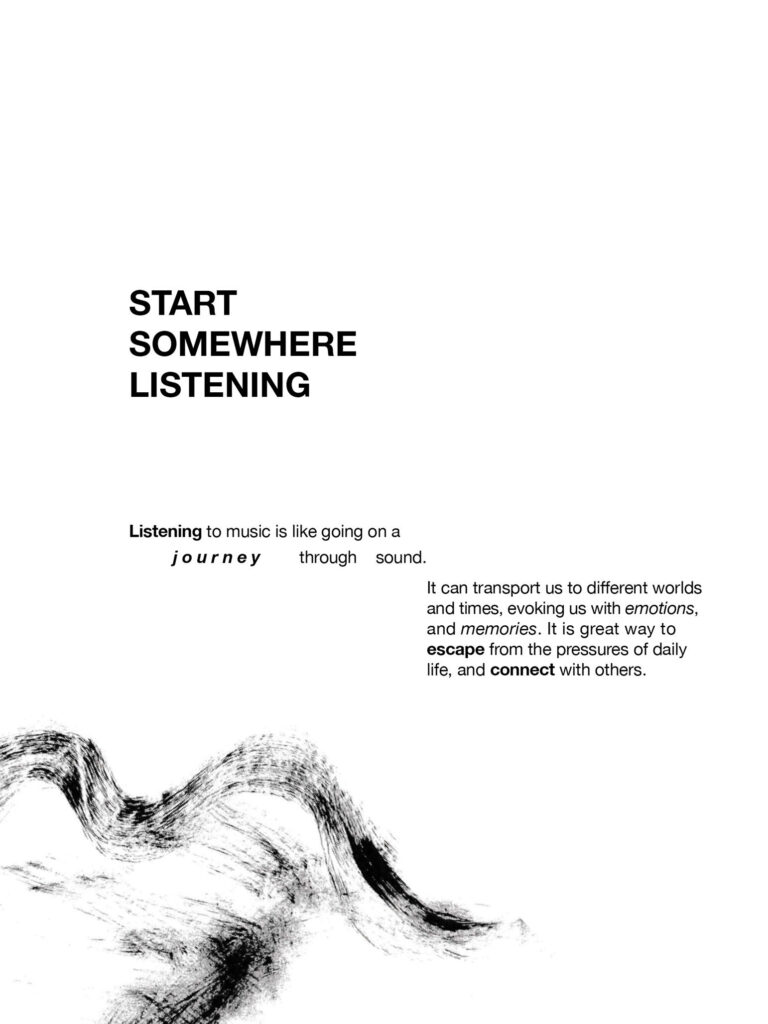 START
SOMEWHERE
LISTENING
Listening to music is like going on a
journey through sound.
It can transport us to different worlds
and times, evoking us with emotions,
and memories. It is great way to
escape from the pressures of daily
life, and connect with others.